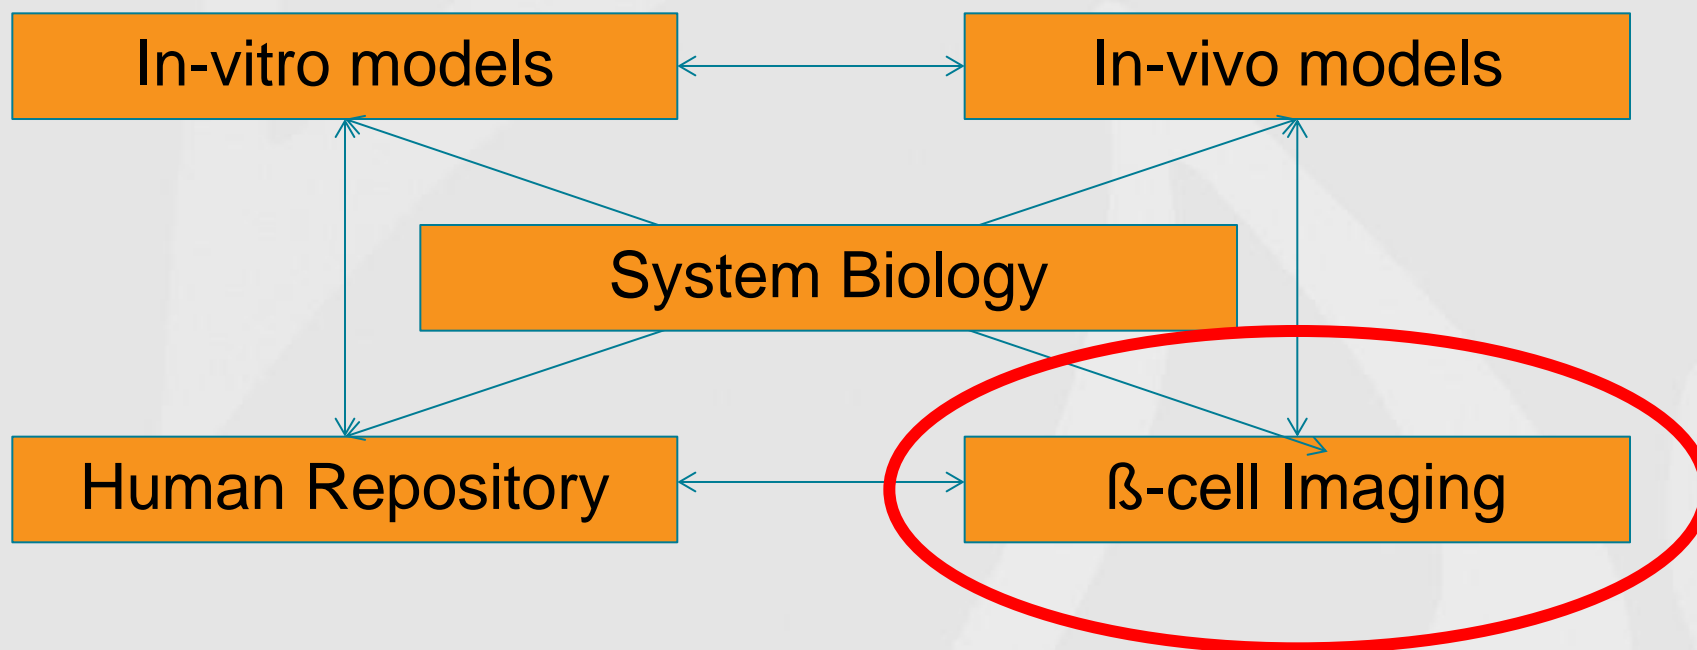 In-vitro models
In-vivo models
System Biology
Human Repository
ß-cell Imaging